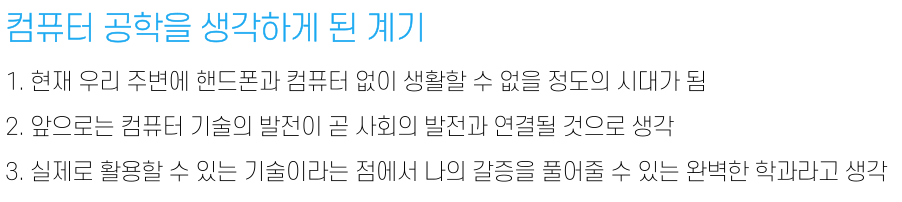 컴퓨터 공학을 생각하게 된 계기
1. 현재 우리 주변에 핸드폰과 컴퓨터 없이 생활할 수 없을 정도의 시대가 됨
2. 앞으로는 컴퓨터 기술의 발전이 곧 사회의 발전과 연결될 것으로 생각
3. 실제로 활용할 수 있는 기술이라는 점에서 나의 갈증을 풀어줄 수 있는 완벽한 학과라고 생각